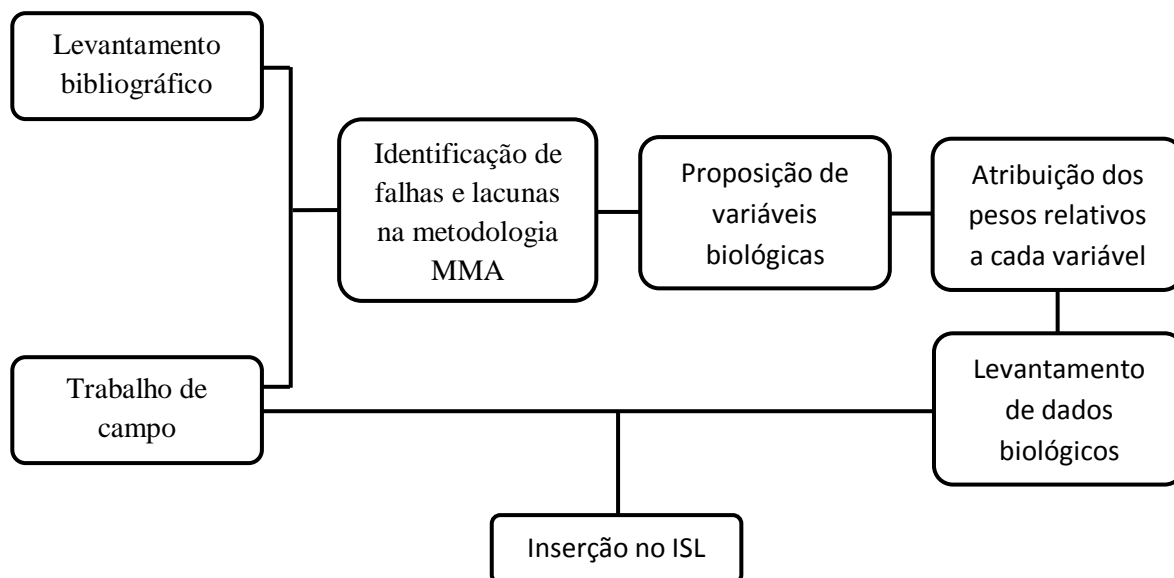 Levantamento
bibliográfico
Identificação de
falhas e lacunas
na metodologia
MMA
Proposição de
variáveis
biológicas
Atribuição dos
pesos relativos
a cada variável
Trabalho de
campo
Levantamento
de dados
biológicos
Inserção no ISL